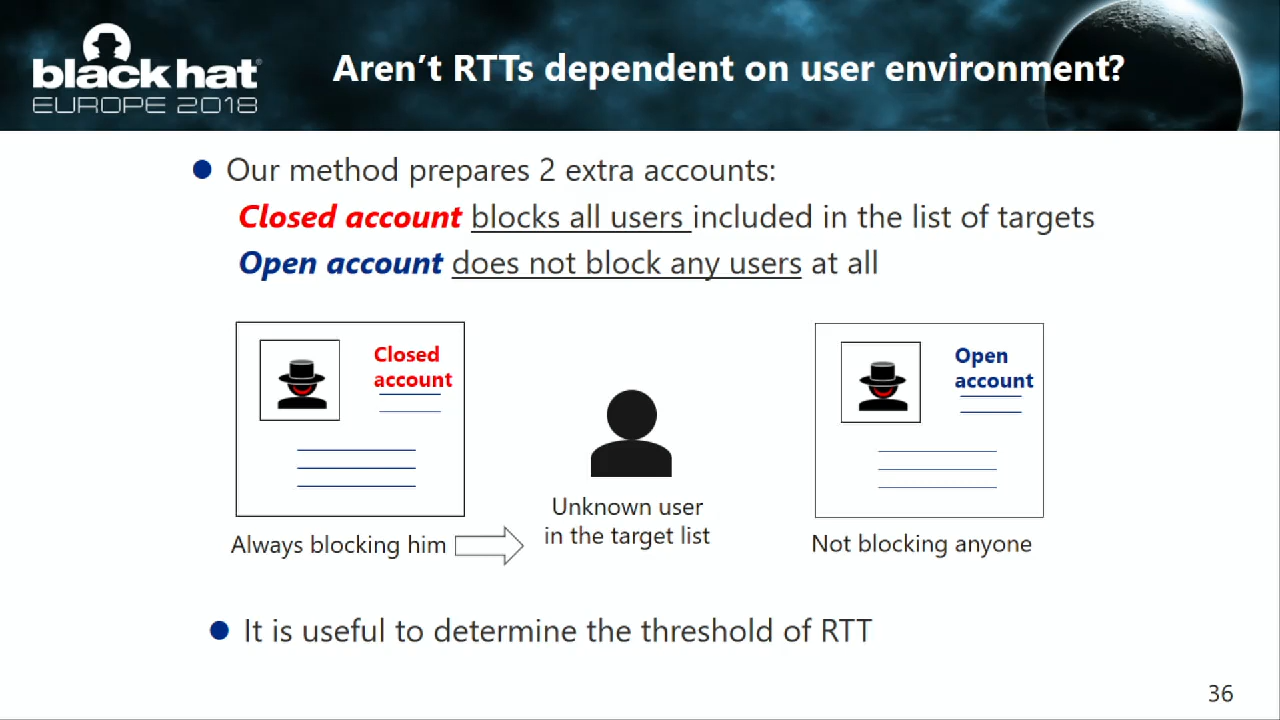 black hat
EUROPE 2018
Aren’t RTTs dependent on user environment?
Our method prepares 2 extra accounts:
Closed account blocks all users included in the list of targets
Open account does not block any users at all
Closed
account
Open
account
Unknown user
in the target list
Always blocking him
Not blocking anyone
It is useful to determine the threshold of RTT
36